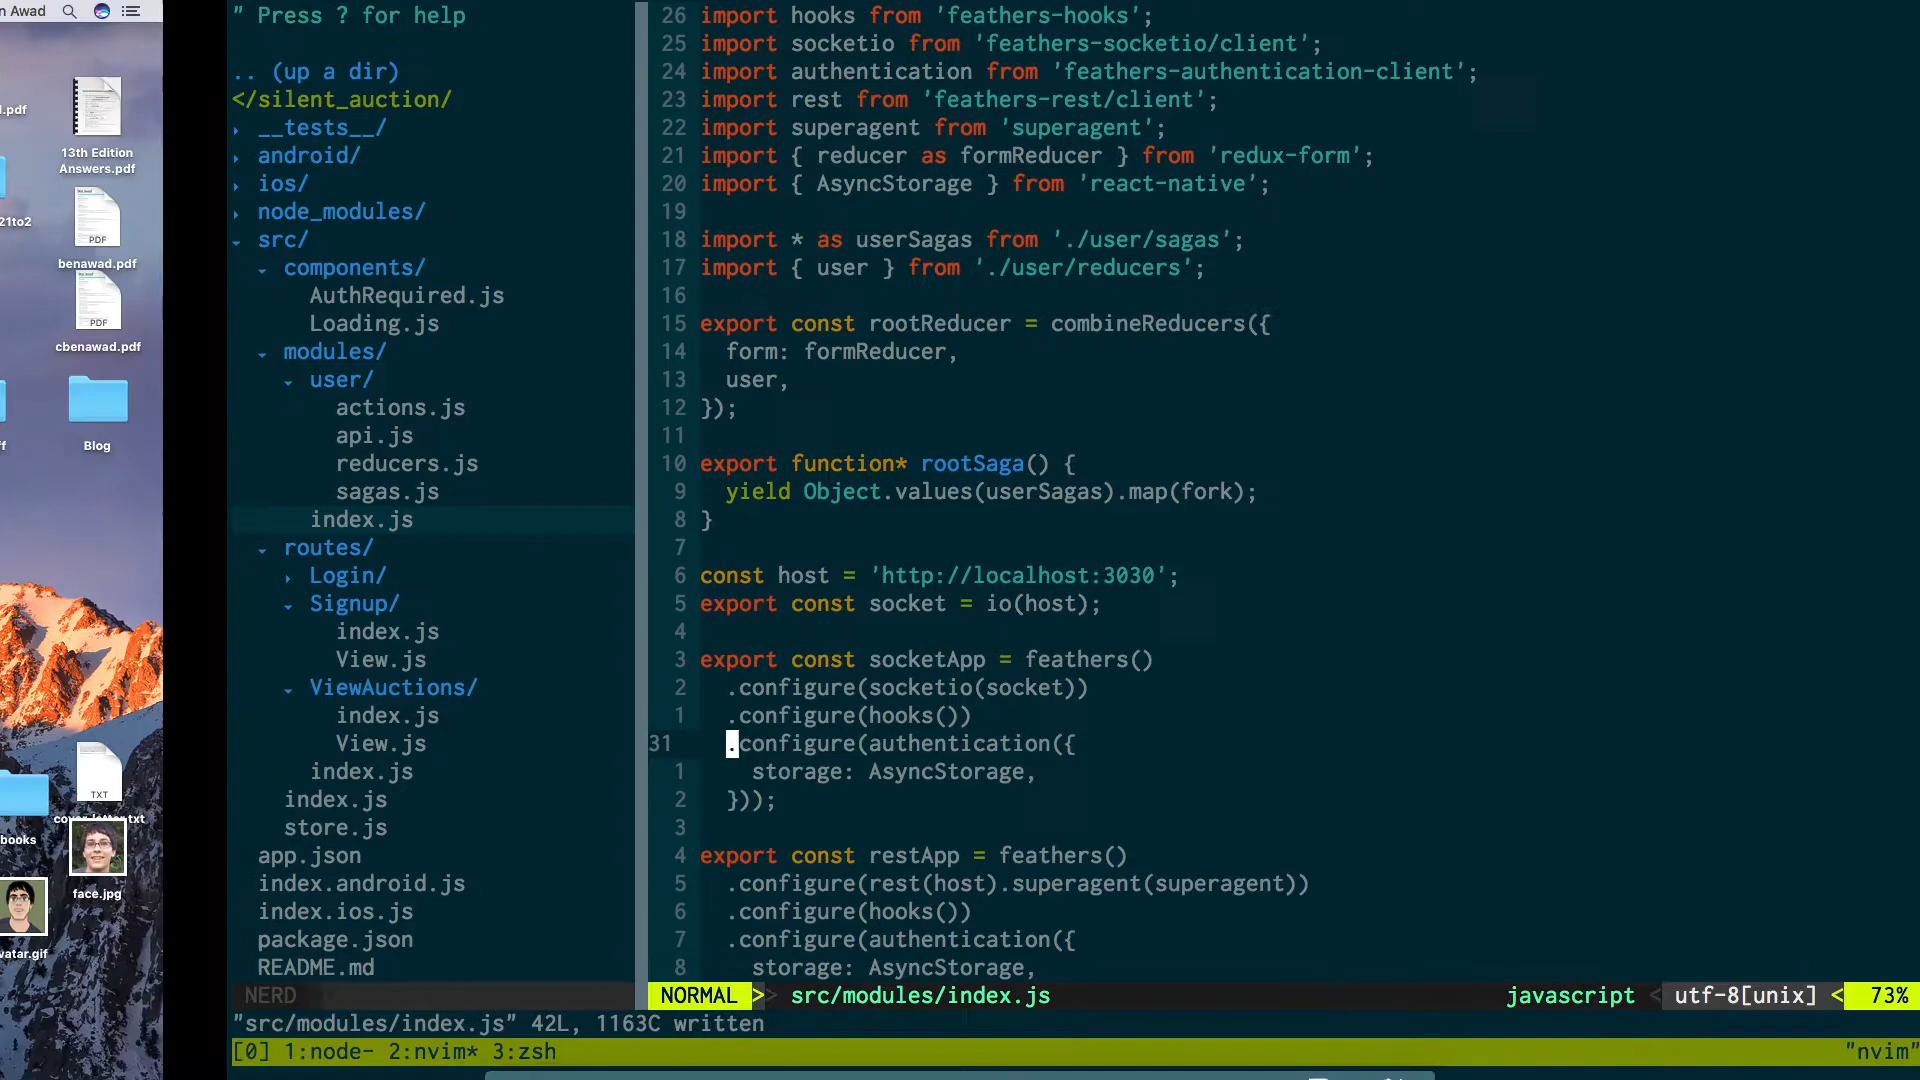 n Awad
l.pdf
13th Edition
Answers.pdf
21to2
PDF
benawad.pdf
PDF
cbenawad.pdf
ff
Blog
TXT
cover_letter.txt
books
face.jpg
vatar.gif
" Press ? for help
.. (up a dir)
</silent_auction/
▸ __tests__/
▸ android/
▸ ios/
▸ node_modules/
▾ src/
▾ components/
AuthRequired.js
Loading.js
▾ modules/
▾ user/
actions.js
api.js
reducers.js
sagas.js
index.js
▾ routes/
▸ Login/
▾ Signup/
index.js
View.js
▾ ViewAuctions/
index.js
View.js
index.js
index.js
store.js
app.json
index.android.js
index.ios.js
package.json
README.md
NERD
26 import hooks from 'feathers-hooks';
25 import socketio from 'feathers-socketio/client';
24 import authentication from 'feathers-authentication-client';
23 import rest from 'feathers-rest/client';
22 import superagent from 'superagent';
21 import { reducer as formReducer } from 'redux-form';
20 import { AsyncStorage } from 'react-native';
19
18 import * as userSagas from './user/sagas';
17 import { user } from './user/reducers';
16
15 export const rootReducer = combineReducers({
14   form: formReducer,
13   user,
12 });
11
10 export function* rootSaga() {
9   yield Object.values(userSagas).map(fork);
8 }
7
6 const host = 'http://localhost:3030';
5 export const socket = io(host);
4
3 export const socketApp = feathers()
2   .configure(socketio(socket))
1   .configure(hooks())
31   .configure(authentication({
1     storage: AsyncStorage,
2   }));
3
4 export const restApp = feathers()
5   .configure(rest(host).superagent(superagent))
6   .configure(hooks())
7   .configure(authentication({
8     storage: AsyncStorage,
NORMAL > > src/modules/index.js javascript < utf-8[unix] < 73%
"src/modules/index.js" 42L, 1163C written
[0] 1:node- 2:nvim* 3:zsh "nvim"